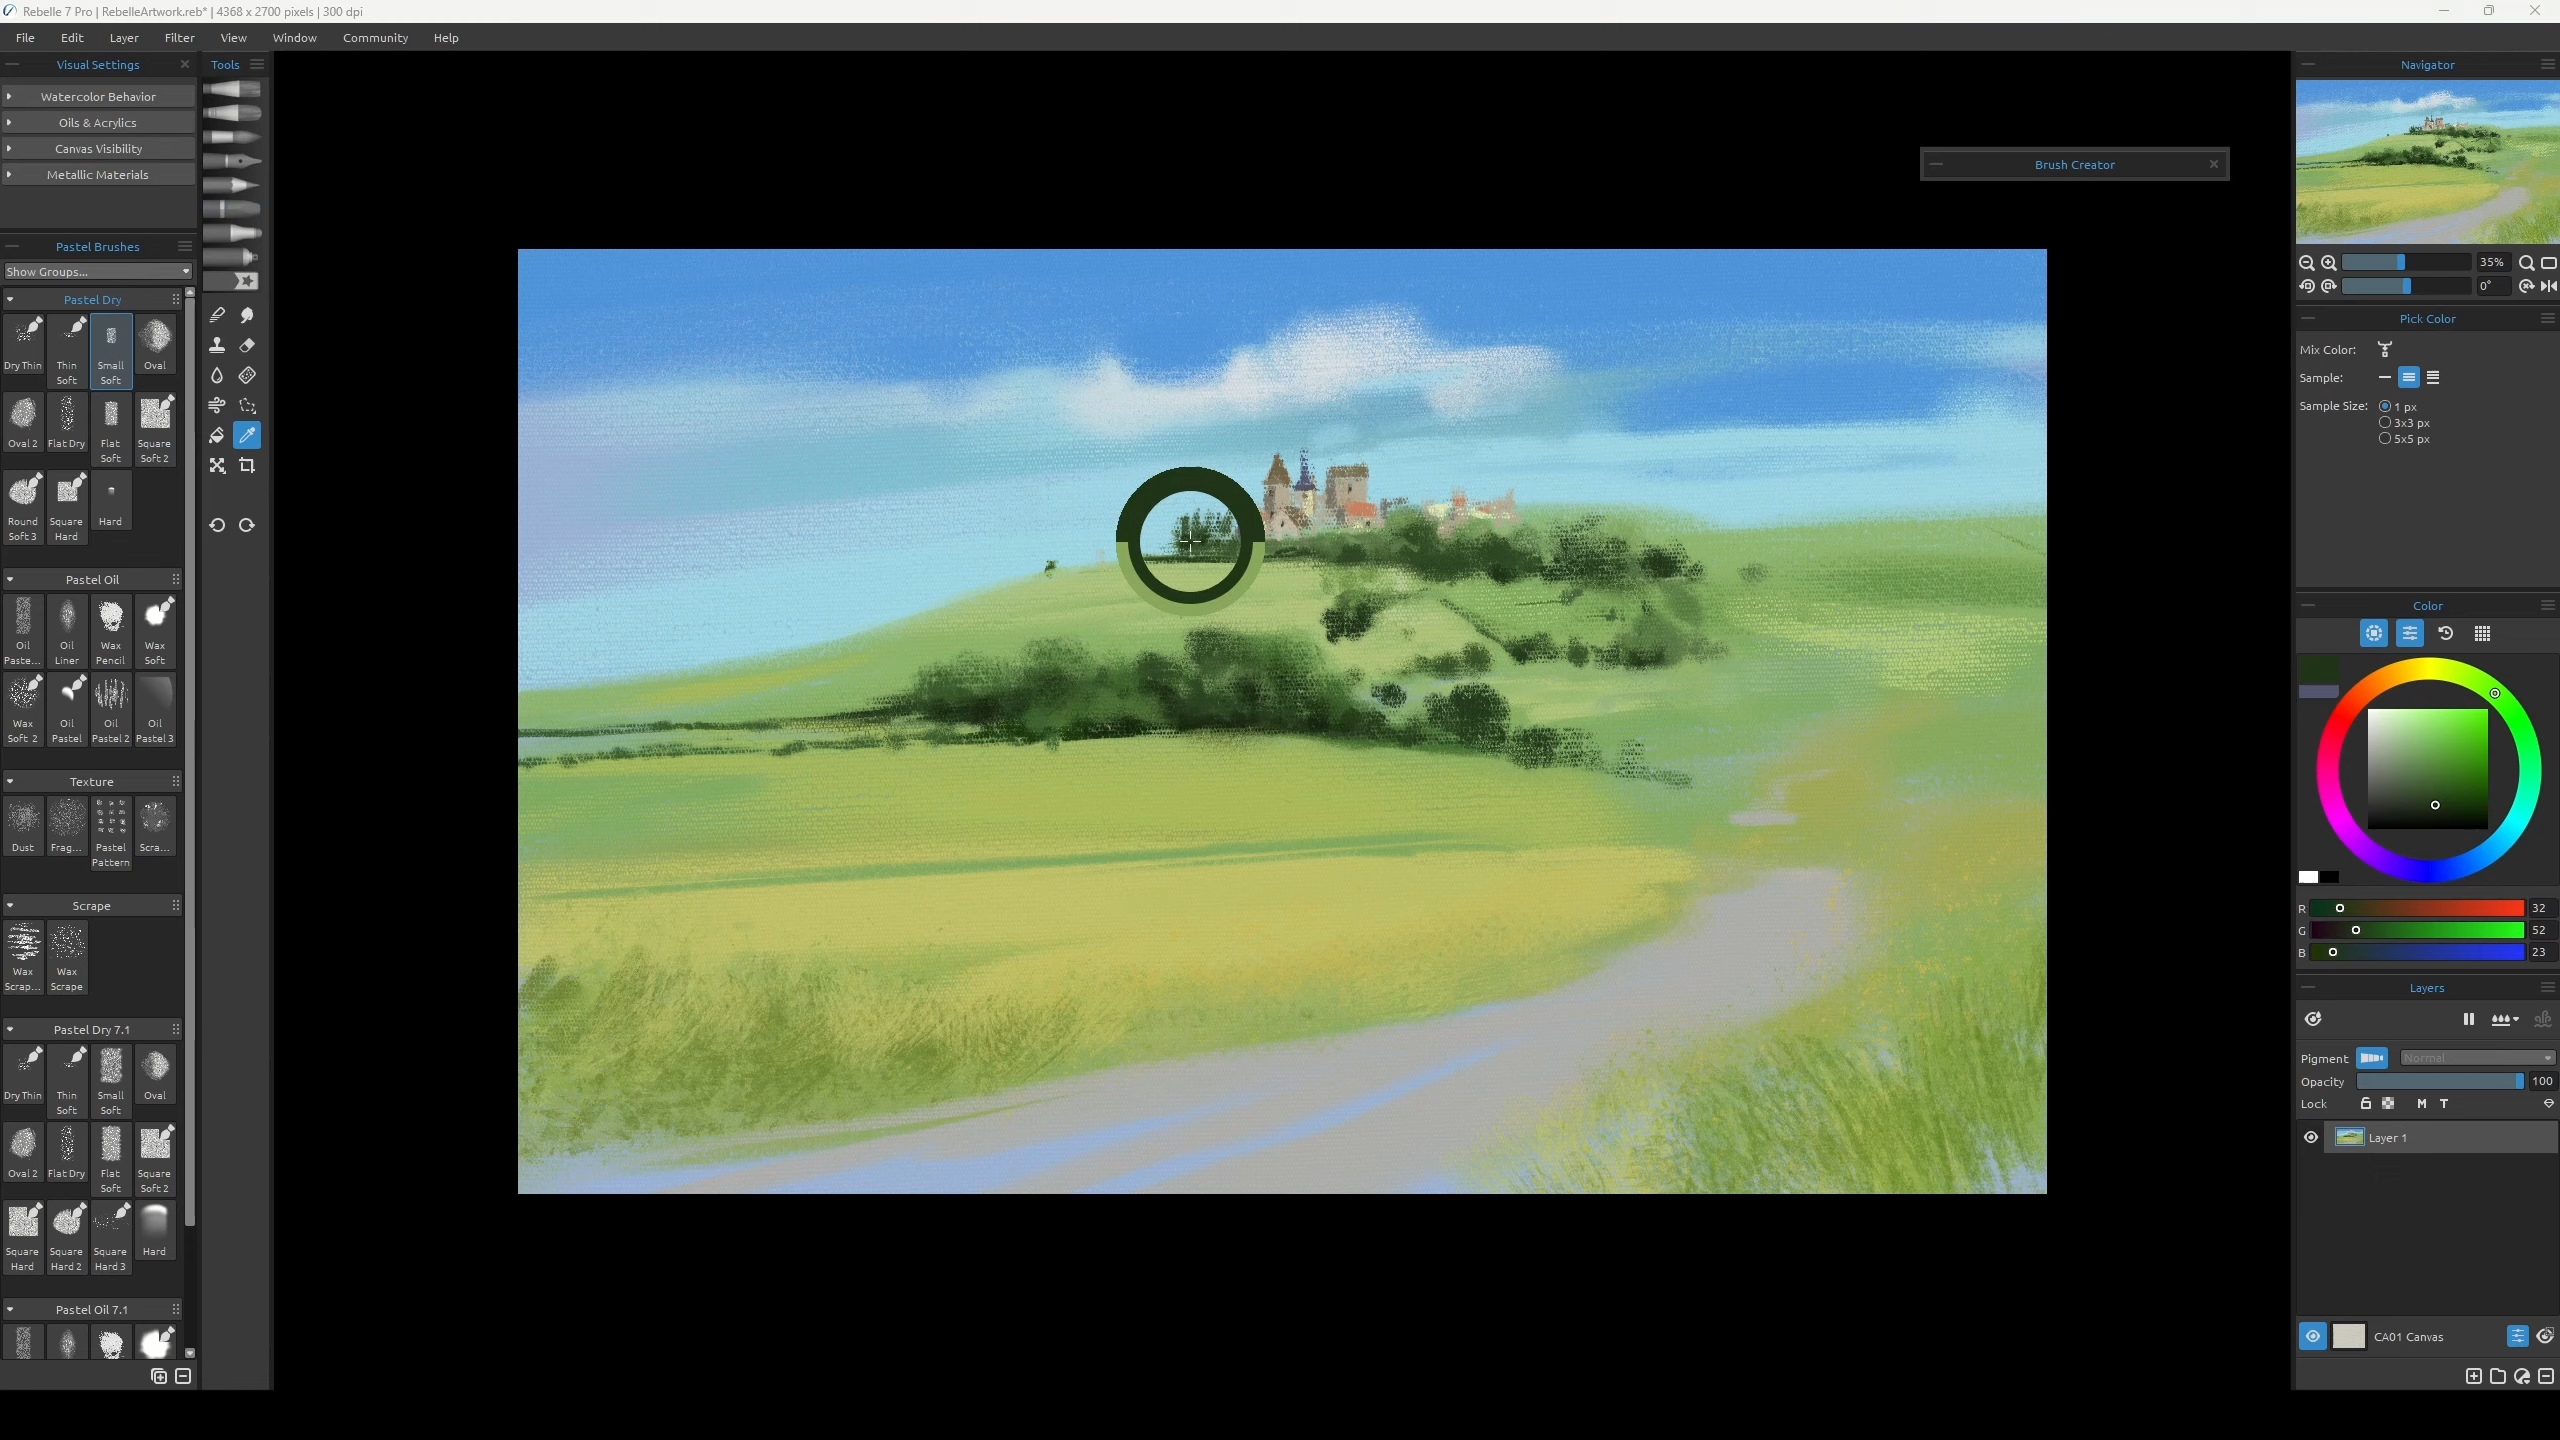 Rebelle 7 Pro | RebelleArtwork.reb* | 4368 x 2700 pixels | 300 dpi
File Edit Layer Filter View Window Community Help
Visual Settings
Watercolor Behavior
Oils & Acrylics
Canvas Visibility
Metallic Materials
Pastel Brushes
Show Groups...
Pastel Dry
Dry Thin Thin Soft Small Soft Oval
Oval 2 Flat Dry Flat Soft Square Soft 2
Round Soft 3 Square Hard Hard
Pastel Oil
Oil Paste... Oil Liner Wax Pencil Wax Soft
Wax Soft 2 Oil Pastel Oil Pastel 2 Oil Pastel 3
Texture
Dust Frag... Pastel Pattern Scra...
Scrape
Wax Scrap... Wax Scrape
Pastel Dry 7.1
Dry Thin Thin Soft Small Soft Oval
Oval 2 Flat Dry Flat Soft Square Soft 2
Square Hard Square Hard 2 Square Hard 3 Hard
Pastel Oil 7.1
Tools
Brush Creator
Navigator
35%
0°
Pick Color
Mix Color:
Sample:
Sample Size: 1 px
3x3 px
5x5 px
Color
R 32
G 52
B 23
Layers
Pigment Normal
Opacity 100
Lock M T
Layer 1
CA01 Canvas